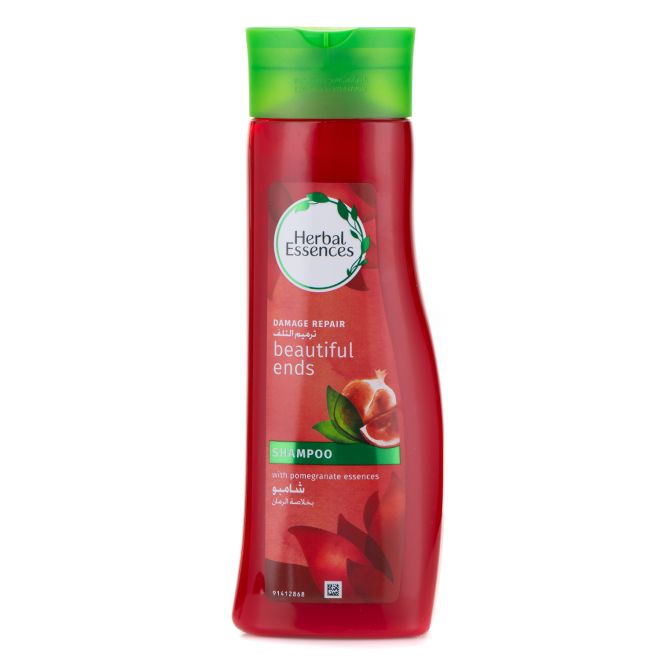 Herbal
Essences
DAMAGE REPAIR
ترميم التلف
beautiful
ends
SHAMPOO
with pomegranate essences
شامبو
بخلاصة الرمان
91412868